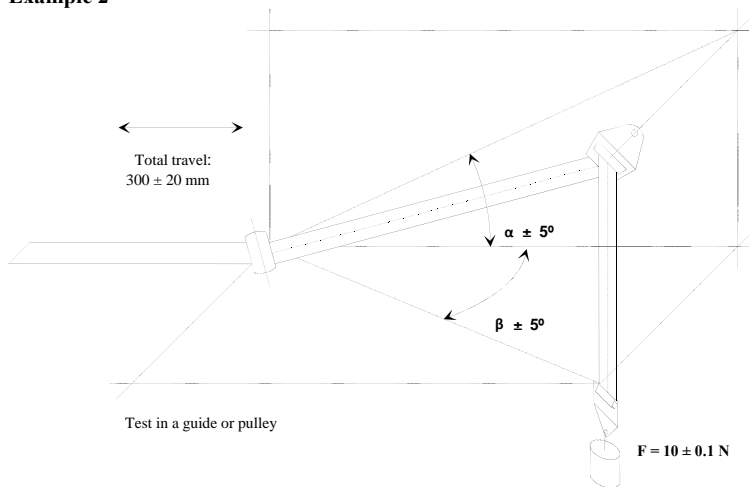 Example 2
Total travel:
300 ± 20 mm
α ± 5º
β ± 5º
Test in a guide or pulley
F = 10 ± 0.1 N